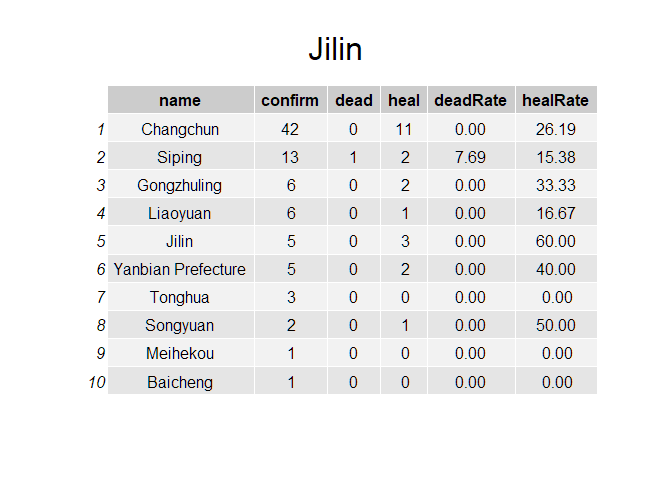 Jilin
name confirm dead heal deadRate healRate
1 Changchun 42 0 11 0.00 26.19
2 Siping 13 1 2 7.69 15.38
3 Gongzhuling 6 0 2 0.00 33.33
4 Liaoyuan 6 0 1 0.00 16.67
5 Jilin 5 0 3 0.00 60.00
6 Yanbian Prefecture 5 0 2 0.00 40.00
7 Tonghua 3 0 0 0.00 0.00
8 Songyuan 2 0 1 0.00 50.00
9 Meihekou 1 0 0 0.00 0.00
10 Baicheng 1 0 0 0.00 0.00